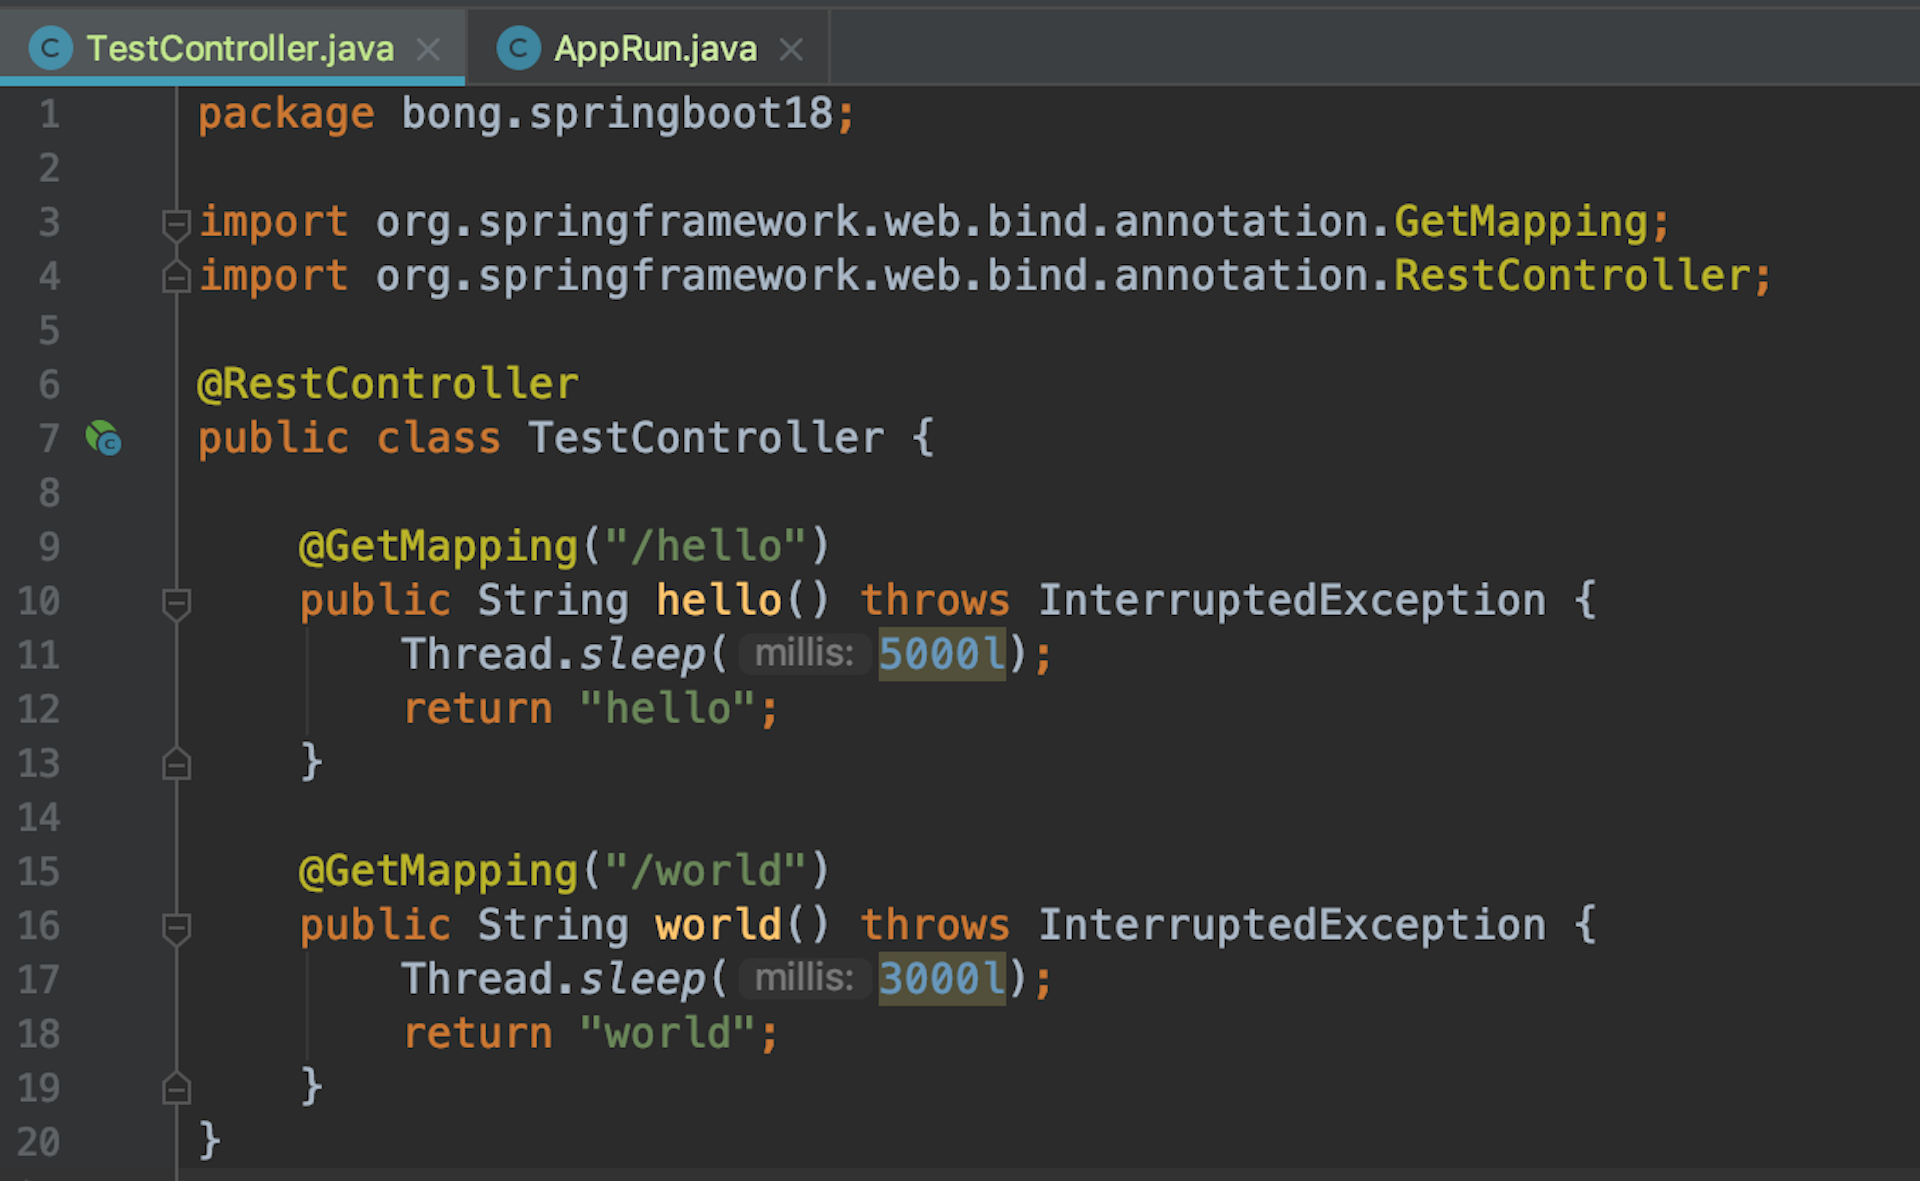 TestController.java AppRun.java
1 package bong.springboot18;
2
3 import org.springframework.web.bind.annotation.GetMapping;
4 import org.springframework.web.bind.annotation.RestController;
5
6 @RestController
7 public class TestController {
8
9     @GetMapping("/hello")
10     public String hello() throws InterruptedException {
11         Thread.sleep( millis: 5000l);
12         return "hello";
13     }
14
15     @GetMapping("/world")
16     public String world() throws InterruptedException {
17         Thread.sleep( millis: 3000l);
18         return "world";
19     }
20 }